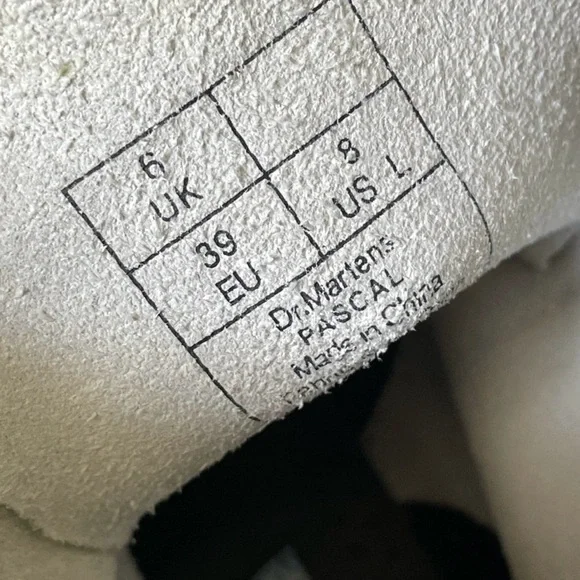 6
UK
8
US L
39
EU
Dr.Martens
PASCAL
Made in China